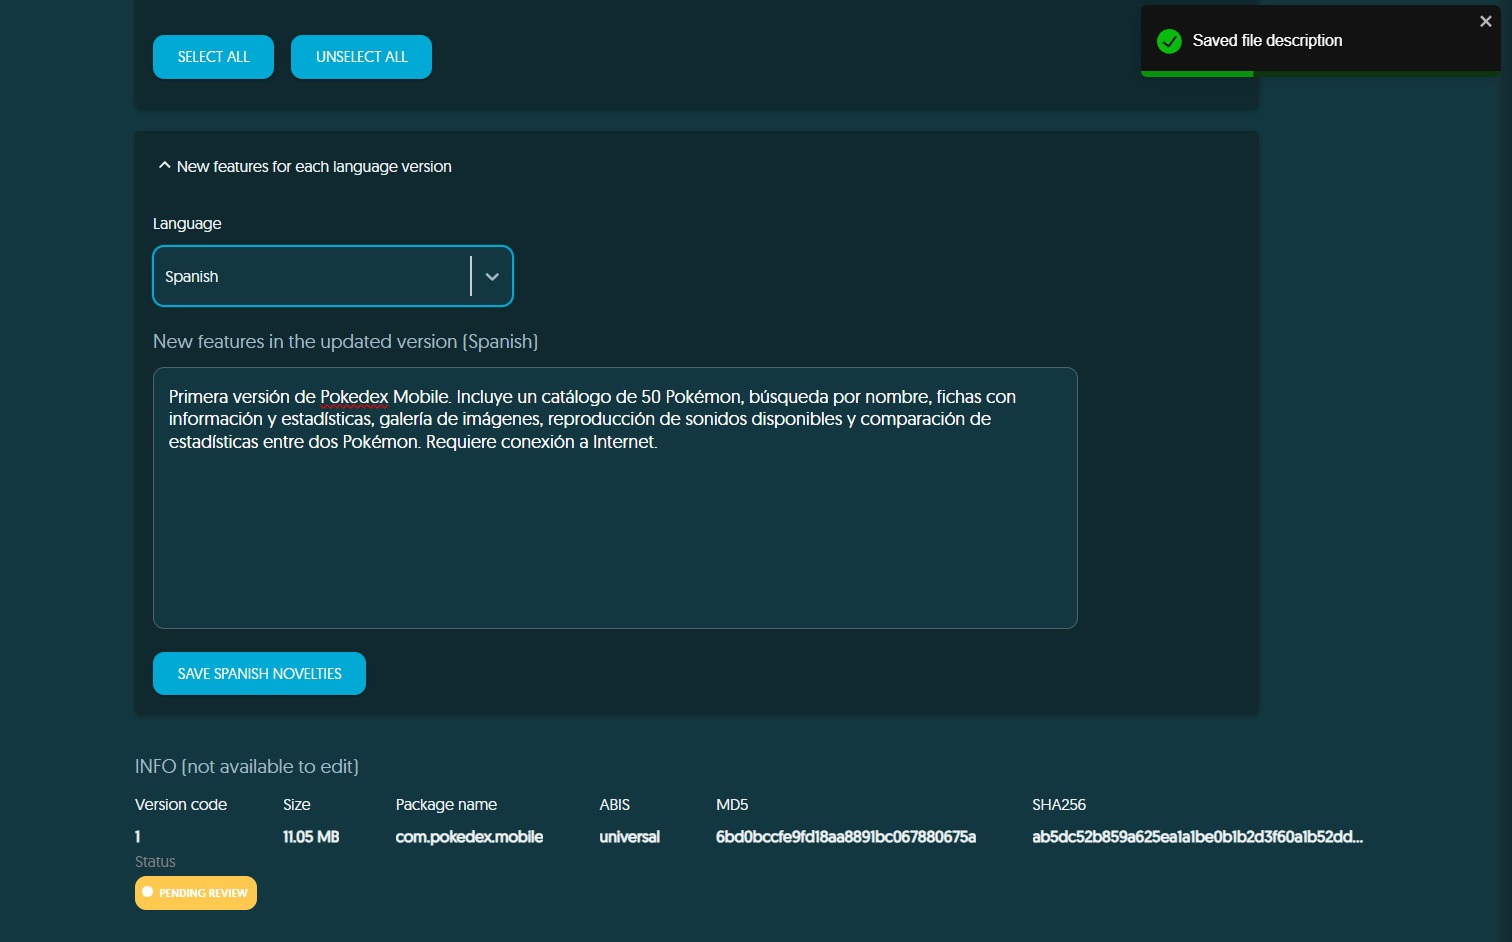 SELECT ALL
UNSELECT ALL
Saved file description
New features for each language version
Language
Spanish
New features in the updated version (Spanish)
Primera versión de Pokedex Mobile. Incluye un catálogo de 50 Pokémon, búsqueda por nombre, fichas con
información y estadísticas, galería de imágenes, reproducción de sonidos disponibles y comparación de
estadísticas entre dos Pokémon. Requiere conexión a Internet.
SAVE SPANISH NOVELTIES
INFO (not available to edit)
Version code Size Package name ABIS MD5 SHA256
1 11.05 MB com.pokedex.mobile universal 6bd0bccfe9fd18aa8891bc067880675a ab5dc52b859a625ea1a1be0b1b2d3f60a1b52dd...
Status
PENDING REVIEW